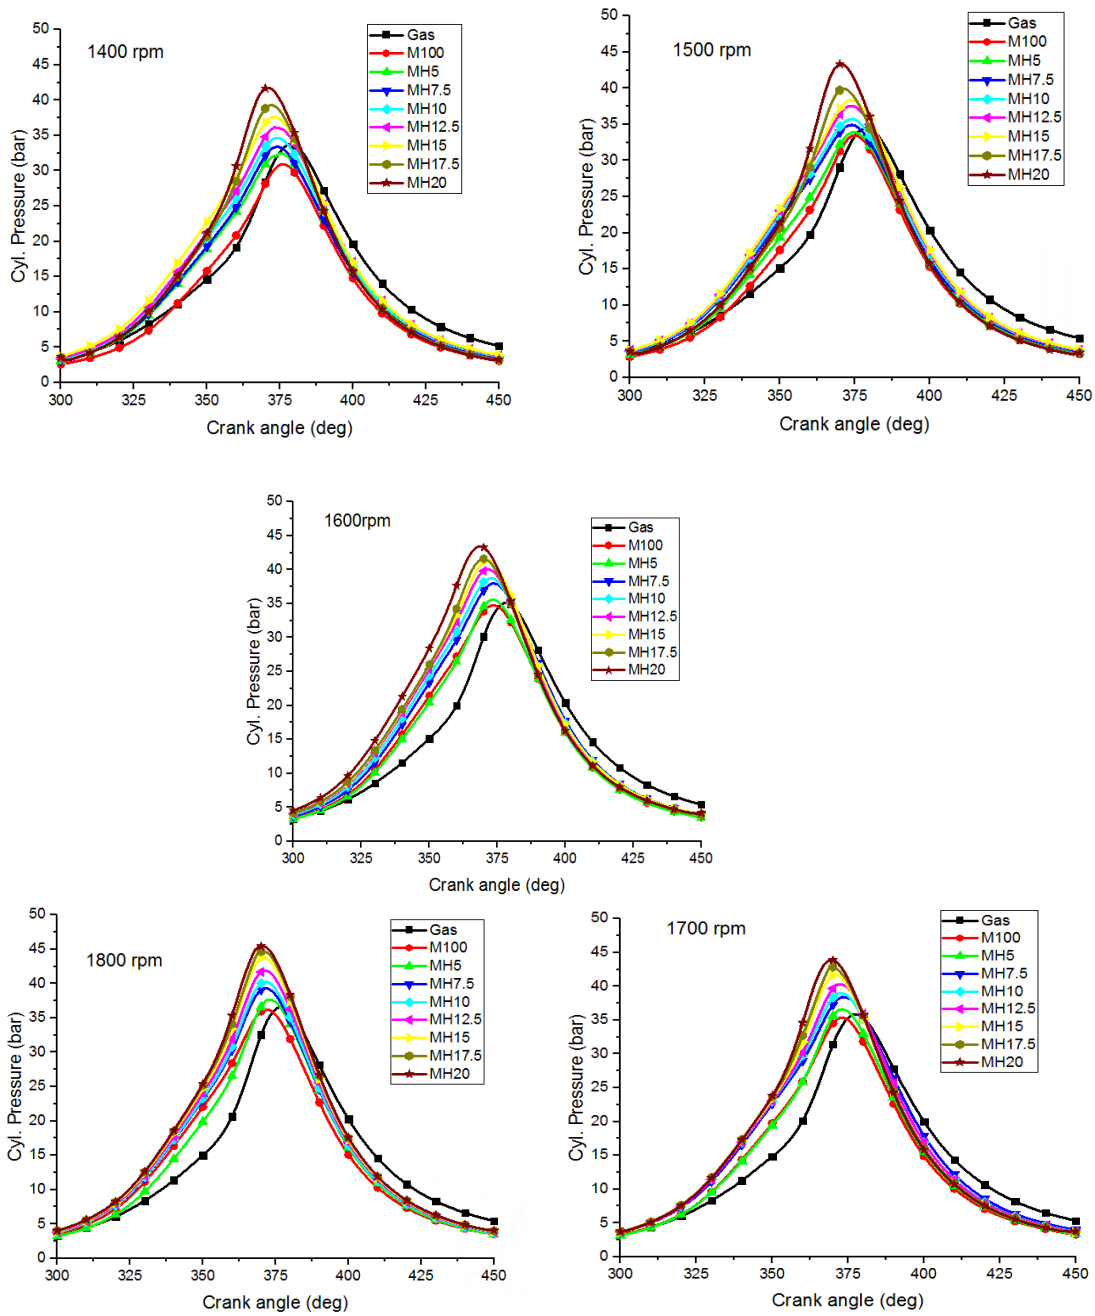 1400 rpm
Gas
M100
MH5
MH7.5
MH10
MH12.5
MH15
MH17.5
MH20
50
45
40
35
30
25
20
15
10
5
0
Cyl. Pressure (bar)
300 325 350 375 400 425 450
Crank angle (deg)
1500 rpm
Gas
M100
MH5
MH7.5
MH10
MH12.5
MH15
MH17.5
MH20
50
45
40
35
30
25
20
15
10
5
0
Cyl. Pressure (bar)
300 325 350 375 400 425 450
Crank angle (deg)
1600rpm
Gas
M100
MH5
MH7.5
MH10
MH12.5
MH15
MH17.5
MH20
50
45
40
35
30
25
20
15
10
5
0
Cyl. Pressure (bar)
300 325 350 375 400 425 450
Crank angle (deg)
1800 rpm
Gas
M100
MH5
MH7.5
MH10
MH12.5
MH15
MH17.5
MH20
50
45
40
35
30
25
20
15
10
5
0
Cyl. Pressure (bar)
300 325 350 375 400 425 450
Crank angle (deg)
1700 rpm
Gas
M100
MH5
MH7.5
MH10
MH12.5
MH15
MH17.5
MH20
50
45
40
35
30
25
20
15
10
5
0
Cyl. Pressure (bar)
300 325 350 375 400 425 450
Crank angle (deg)